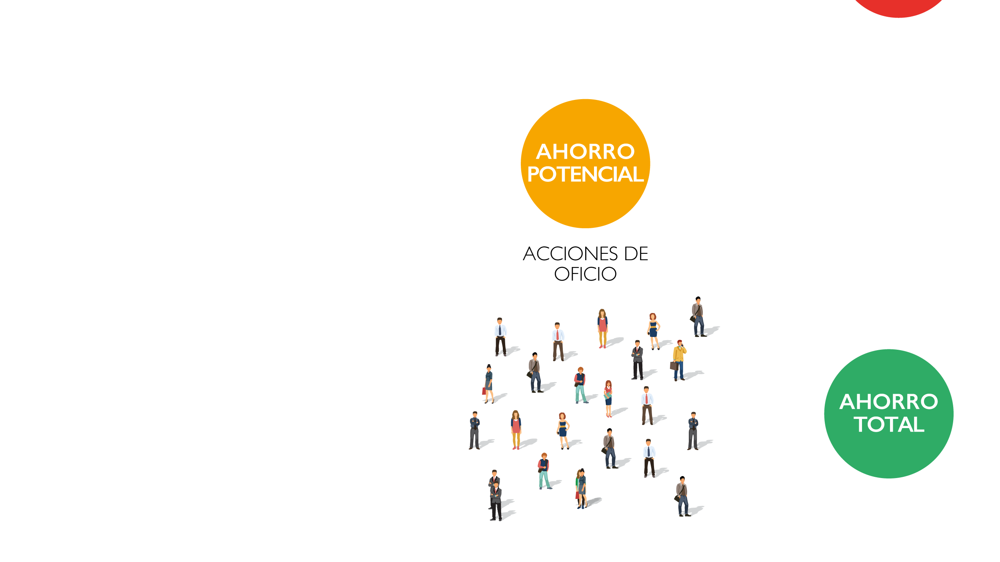 AHORRO
POTENCIAL
ACCIONES DE
OFICIO
AHORRO
TOTAL